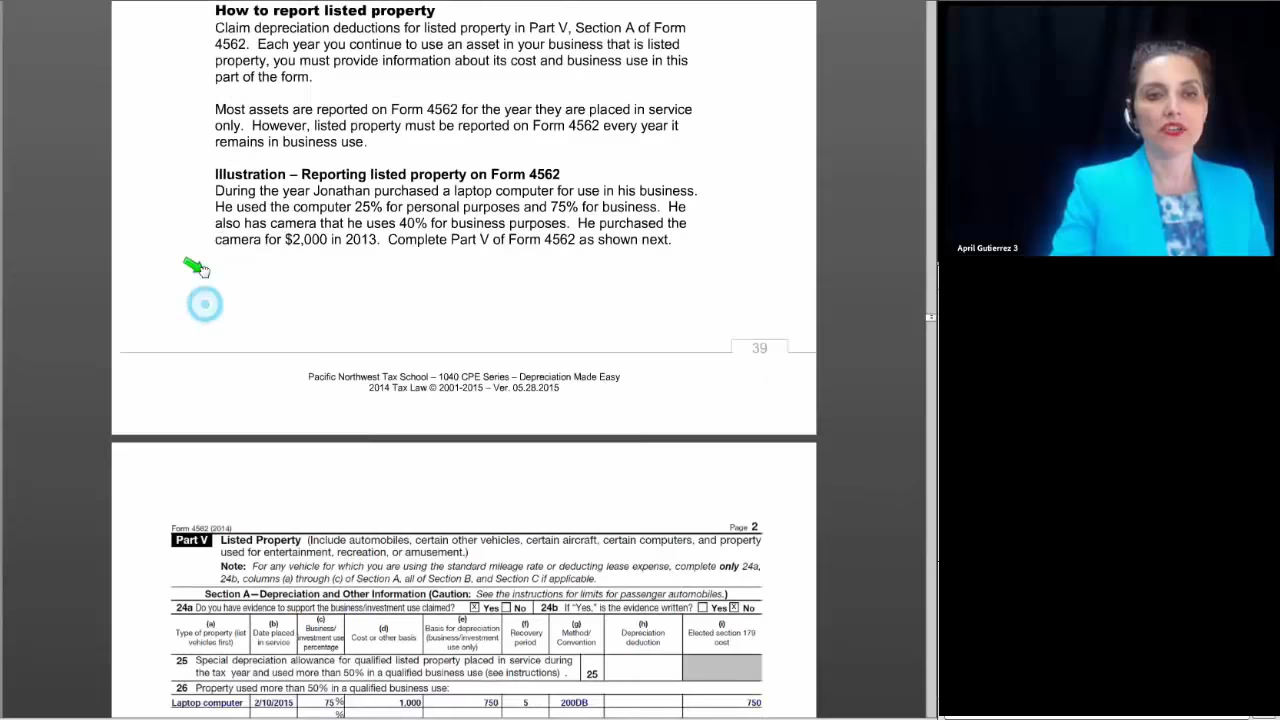 How to report listed property
Claim depreciation deductions for listed property in Part V, Section A of Form
4562. Each year you continue to use an asset in your business that is listed
property, you must provide information about its cost and business use in this
part of the form.
Most assets are reported on Form 4562 for the year they are placed in service
only. However, listed property must be reported on Form 4562 every year it
remains in business use.
Illustration – Reporting listed property on Form 4562
During the year Jonathan purchased a laptop computer for use in his business.
He used the computer 25% for personal purposes and 75% for business. He
also has camera that he uses 40% for business purposes. He purchased the
camera for $2,000 in 2013. Complete Part V of Form 4562 as shown next.
April Gutierrez 3
39
Pacific Northwest Tax School – 1040 CPE Series – Depreciation Made Easy
2014 Tax Law © 2001-2015 – Ver. 05.28.2015
Form 4562 (2014) Page 2
Part V Listed Property (Include automobiles, certain other vehicles, certain aircraft, certain computers, and property
used for entertainment, recreation, or amusement.)
Note: For any vehicle for which you are using the standard mileage rate or deducting lease expense, complete only 24a,
24b, columns (a) through (c) of Section A, all of Section B, and Section C if applicable.
Section A—Depreciation and Other Information (Caution: See the instructions for limits for passenger automobiles.)
24a Do you have evidence to support the business/investment use claimed? X Yes No 24b If "Yes," is the evidence written? Yes X No
(a) Type of property (list vehicles first)
(b) Date placed in service
(c) Business/ investment use percentage
(d) Cost or other basis
(e) Basis for depreciation (business/investment use only)
(f) Recovery period
(g) Method/ Convention
(h) Depreciation deduction
(i) Elected section 179 cost
25 Special depreciation allowance for qualified listed property placed in service during
the tax year and used more than 50% in a qualified business use (see instructions) . 25
26 Property used more than 50% in a qualified business use:
Laptop computer 2/10/2015 75% 1,000 750 5 200DB 750
%